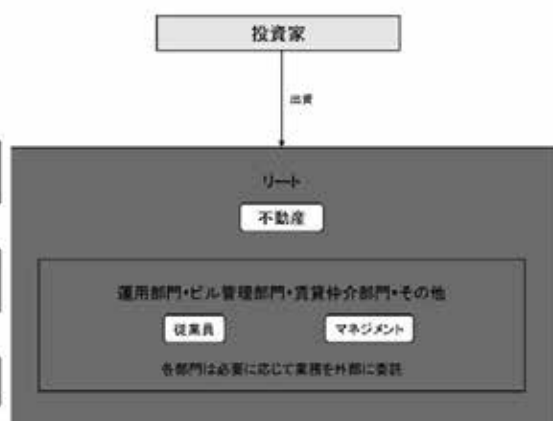 投資家
出資
リート
不動産
運用部門・ビル管理部門・賃貸仲介部門・その他
従業員 マネジメント
各部門は必要に応じて業務を外部に委託